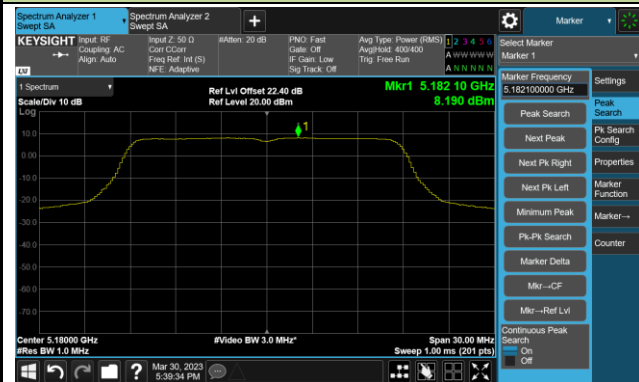 Spectrum Analyzer 1
Swept SA
Spectrum Analyzer 2
Swept SA
Marker
KEYSIGHT
Input: RF
Coupling: AC
Align: Auto
Input Z: 50 Ω
Corr CCorr
Freq Ref: Int (S)
NFE: Adaptive
#Atten: 20 dB
PNO: Fast
Gate: Off
IF Gain: Low
Sig Track: Off
Avg Type: Power (RMS)
Avg|Hold: 400/400
Trig: Free Run
1 2 3 4 5 6
A W W W W W
A N N N N N
LXI
Select Marker
Marker 1
1 Spectrum
Scale/Div 10 dB
Ref Lvl Offset 22.40 dB
Ref Level 20.00 dBm
Mkr1 5.182 10 GHz
8.190 dBm
Log
10.0
0.00
-10.0
-20.0
-30.0
-40.0
-50.0
-60.0
-70.0
1
Center 5.18000 GHz
#Res BW 1.0 MHz
#Video BW 3.0 MHz*
Span 30.00 MHz
Sweep 1.00 ms (201 pts)
Marker Frequency
5.182100000 GHz
Peak Search
Next Peak
Next Pk Right
Next Pk Left
Minimum Peak
Pk-Pk Search
Marker Delta
Mkr→CF
Mkr→Ref Lvl
Continuous Peak
Search
On
Off
Settings
Peak
Search
Pk Search
Config
Properties
Marker
Function
Marker→
Counter
?
Mar 30, 2023
5:39:34 PM